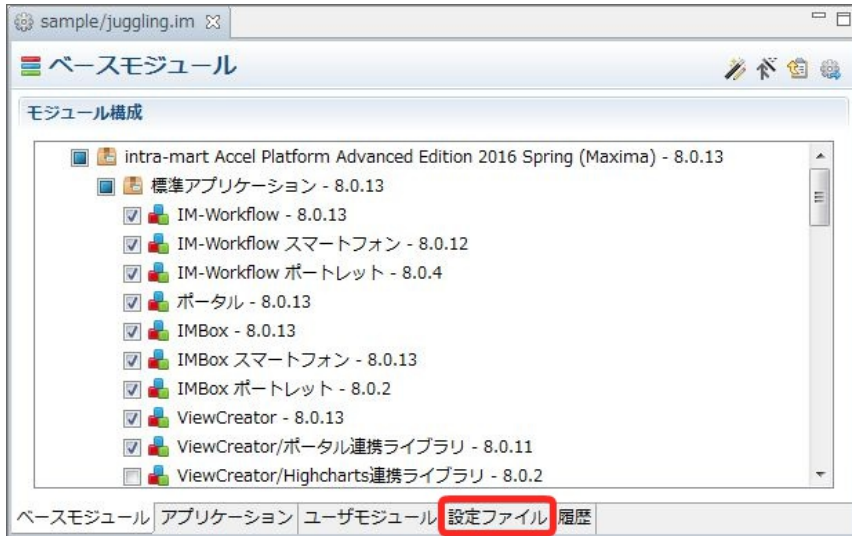 sample/juggling.im
ベースモジュール
モジュール構成
intra-mart Accel Platform Advanced Edition 2016 Spring (Maxima) - 8.0.13
標準アプリケーション - 8.0.13
IM-Workflow - 8.0.13
IM-Workflow スマートフォン - 8.0.12
IM-Workflow ポートレット - 8.0.4
ポータル - 8.0.13
IMBox - 8.0.13
IMBox スマートフォン - 8.0.13
IMBox ポートレット - 8.0.2
ViewCreator - 8.0.13
ViewCreator/ポータル連携ライブラリ - 8.0.11
ViewCreator/Highcharts連携ライブラリ - 8.0.2
ベースモジュール アプリケーション ユーザモジュール 設定ファイル 履歴